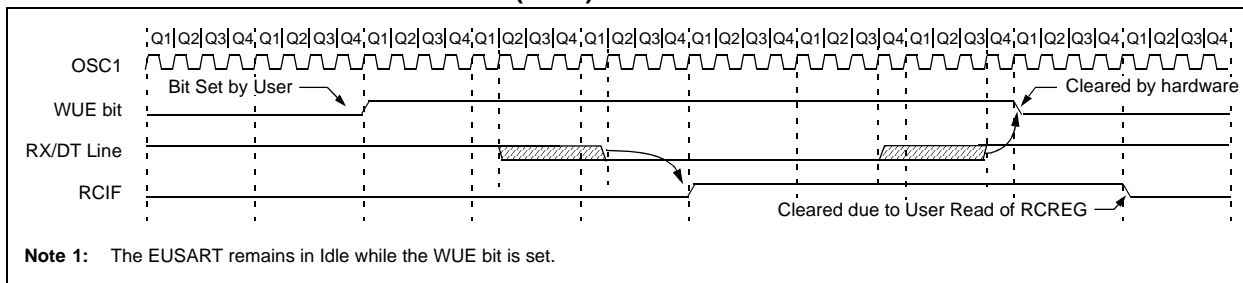 Q1 Q2 Q3 Q4 Q1 Q2 Q3 Q4 Q1 Q2 Q3 Q4 Q1 Q2 Q3 Q4 Q1 Q2 Q3 Q4 Q1 Q2 Q3 Q4 Q1 Q2 Q3 Q4 Q1 Q2 Q3 Q4 Q1 Q2 Q3 Q4 Q1 Q2 Q3 Q4
OSC1
Bit Set by User
Cleared by hardware
WUE bit
RX/DT Line
RCIF
Cleared due to User Read of RCREG
Note 1: The EUSART remains in Idle while the WUE bit is set.